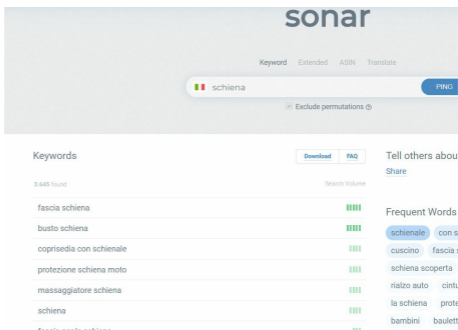 sonar
Keyword Extended ASIN Translate
schiena PING
Exclude permutations
Keywords Download FAQ
3.645 found Search Volume
fascia schiena
busto schiena
coprisedia con schienale
protezione schiena moto
massaggiatore schiena
schiena
Tell others abou
Share
Frequent Words
schienale con s
cuscino fascia s
schiena scoperta
rialzo auto cintu
la schiena prote
bambini baulett